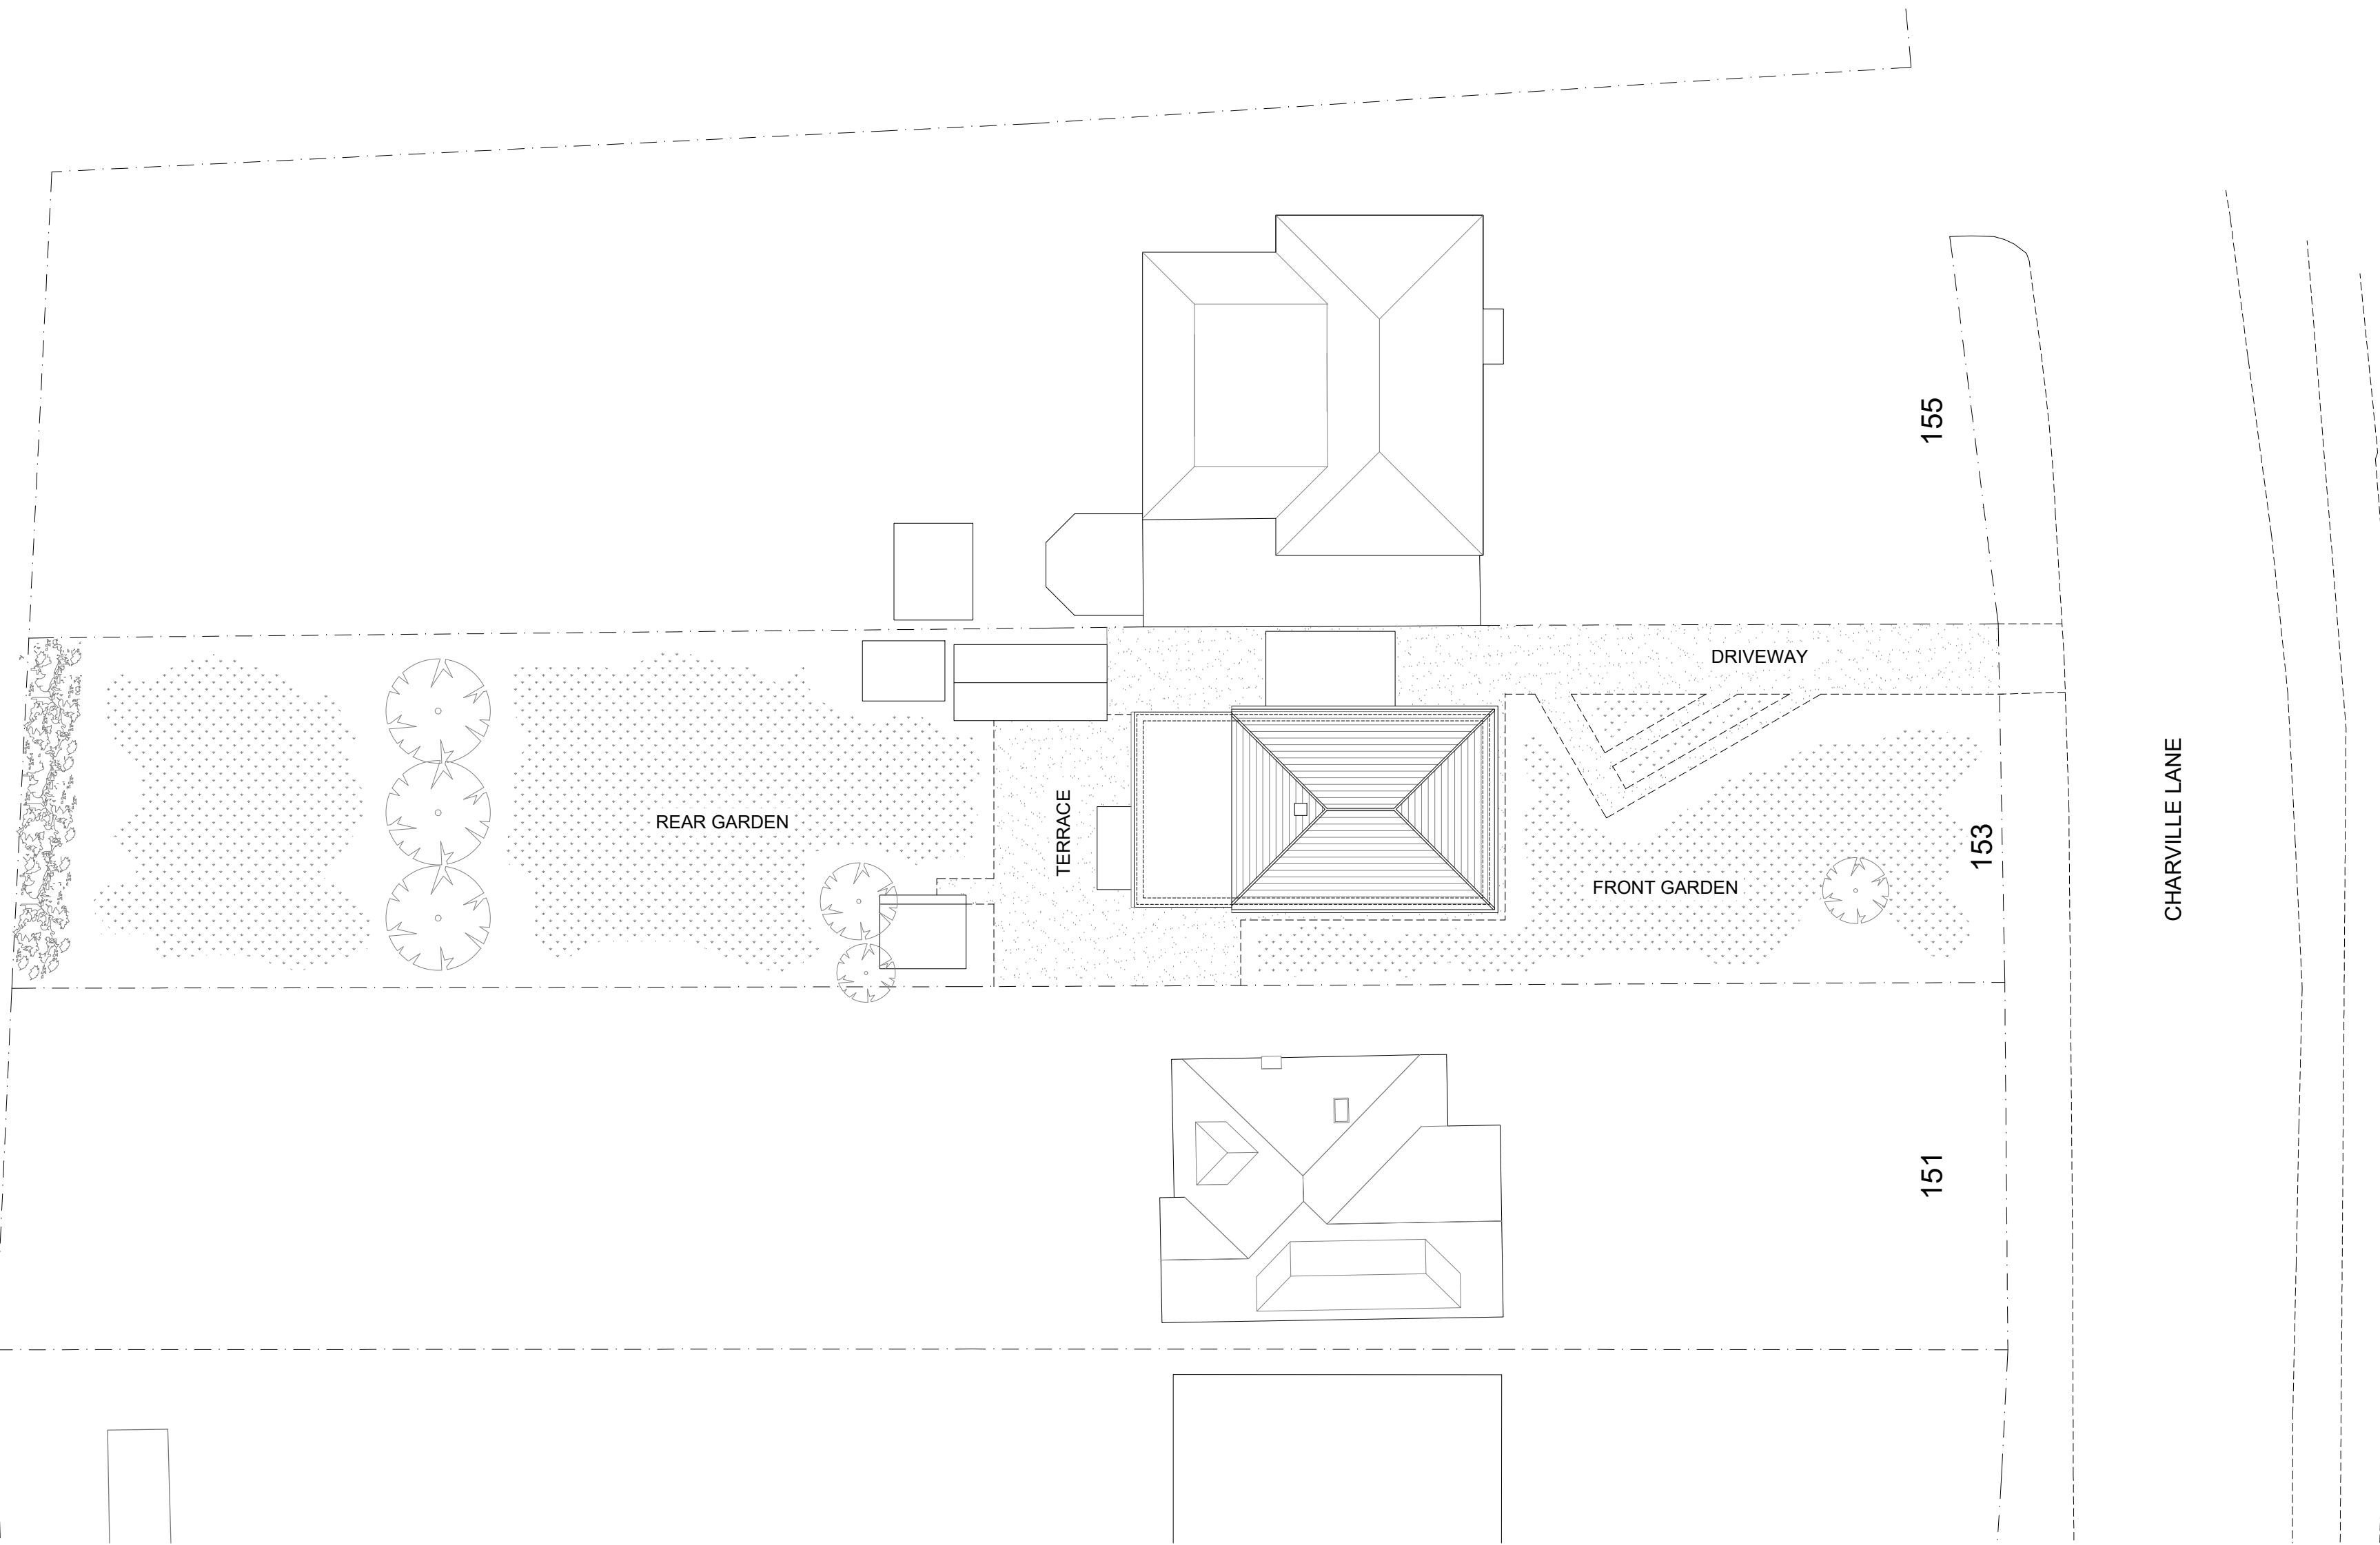 155
DRIVEWAY
CHARVILLE LANE
TERRACE
REAR GARDEN
153
FRONT GARDEN
151